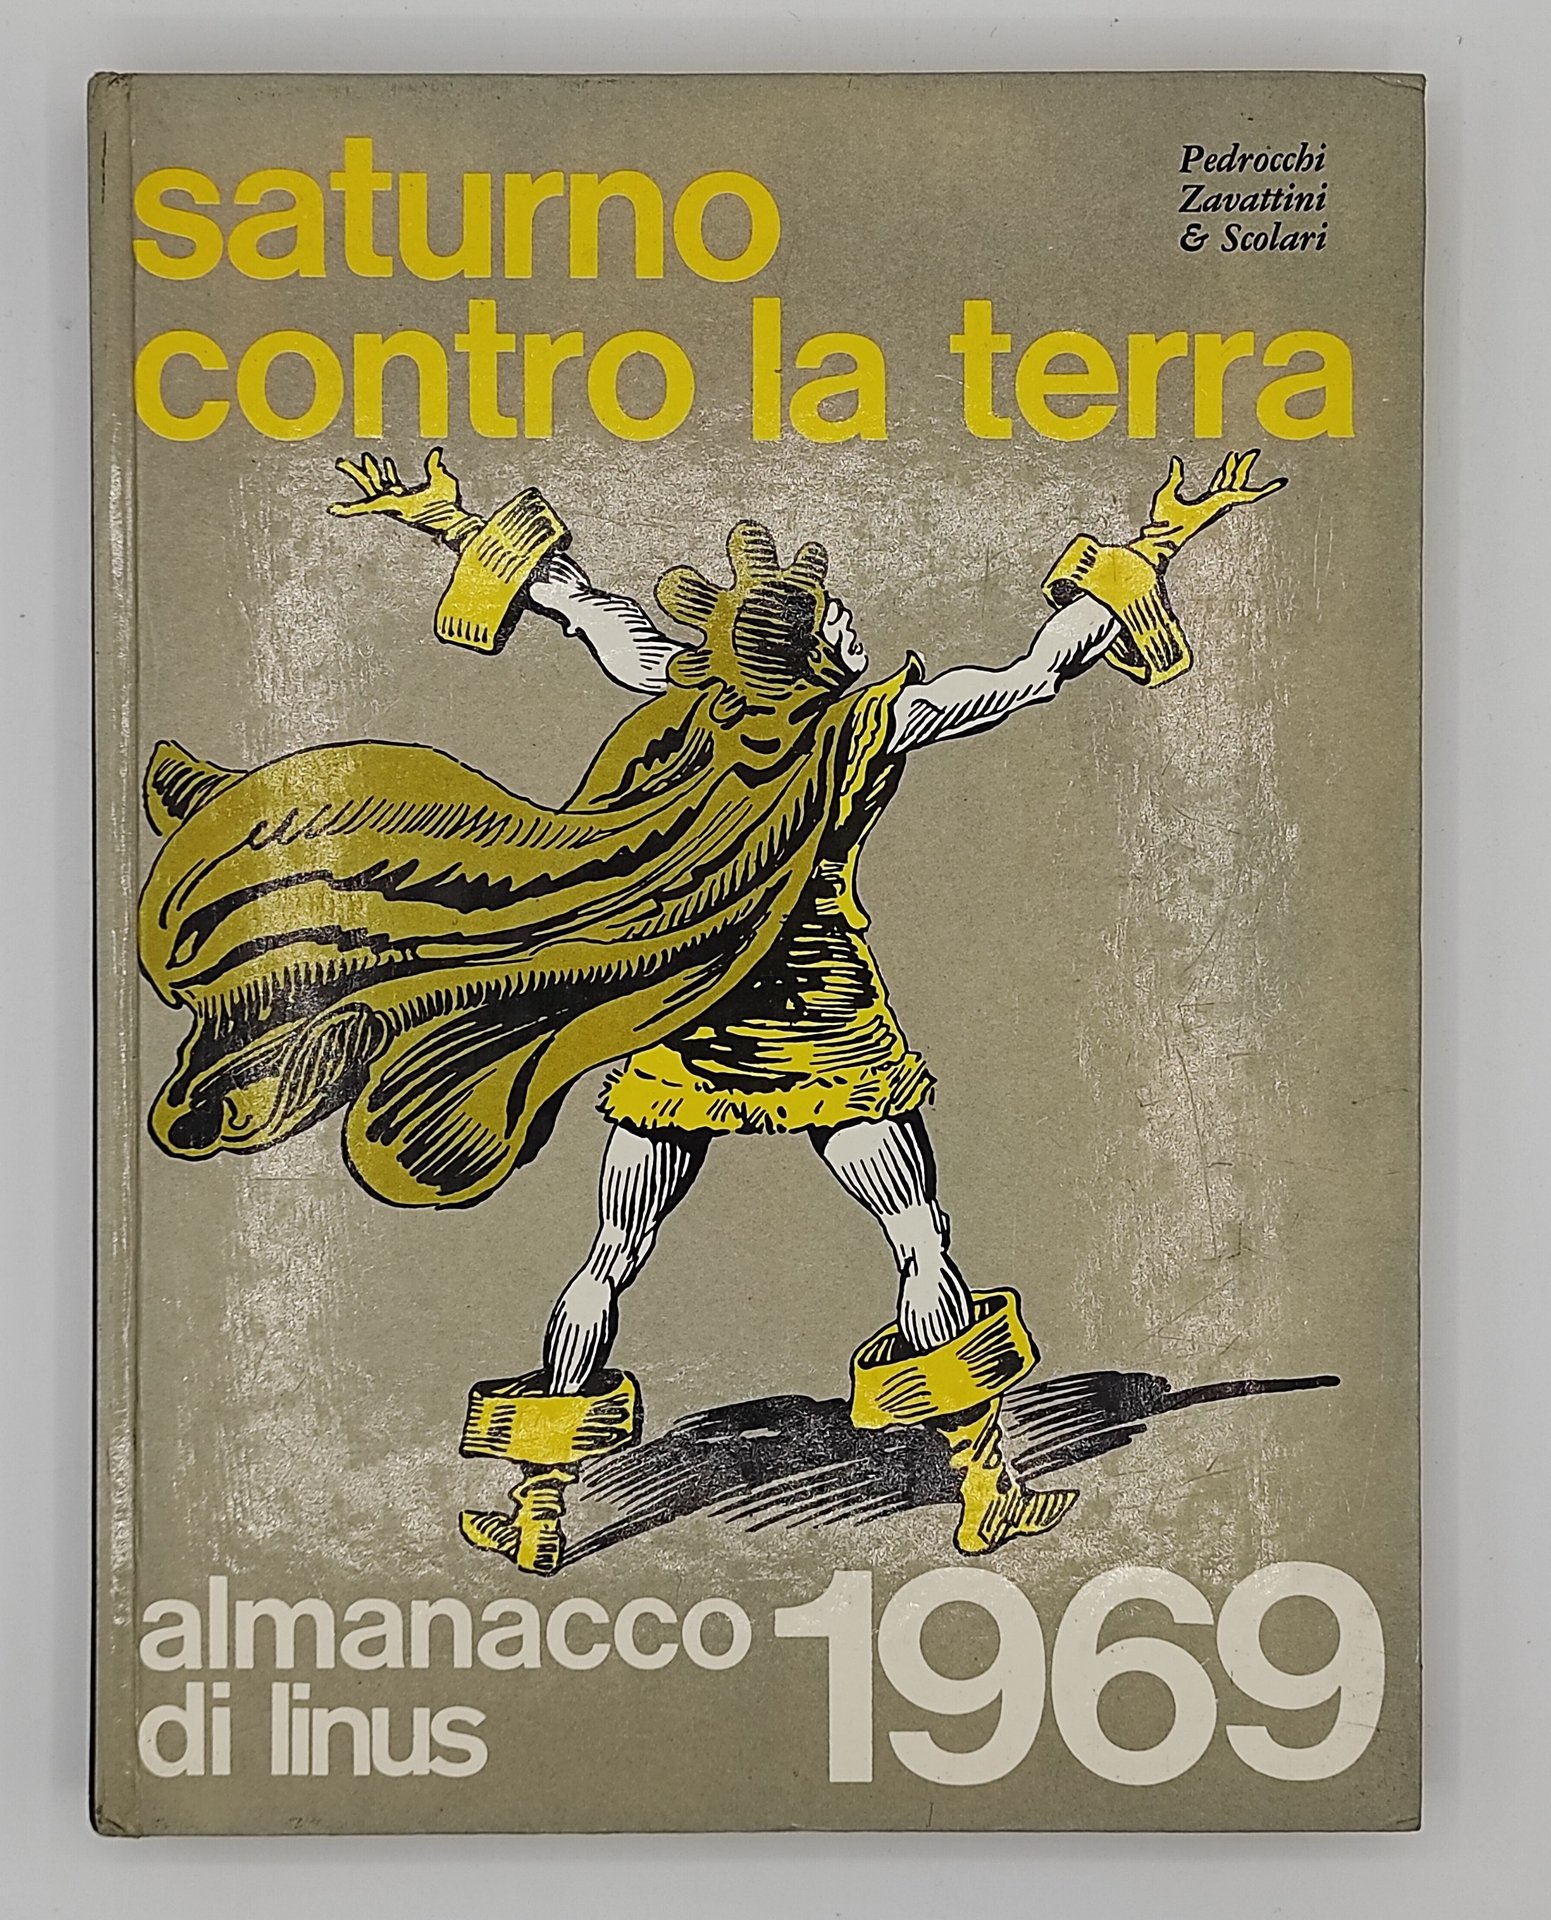 saturno
contro la terra
Pedrocchi
Zavattini
& Scolari
almanacco
di linus
1969